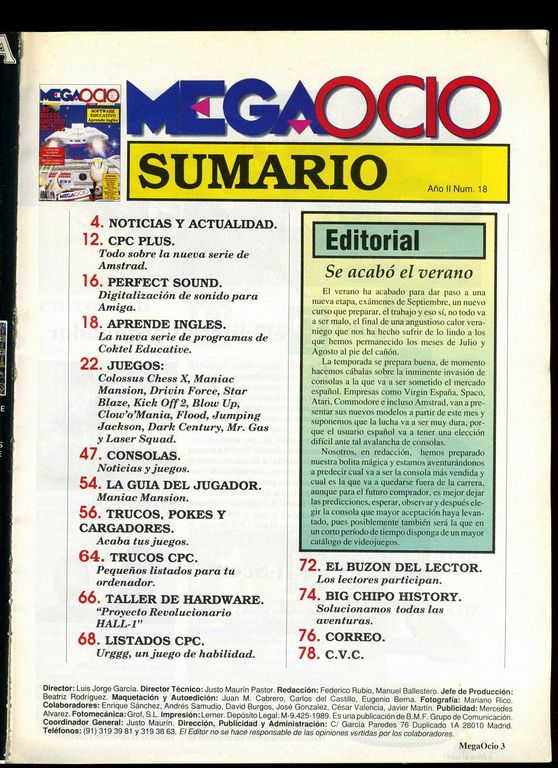 MEGAOCIO
SUMARIO
Año II Num. 18
4. NOTICIAS Y ACTUALIDAD.
12. CPC PLUS.
Todo sobre la nueva serie de
Amstrad.
16. PERFECT SOUND.
Digitalización de sonido para
Amiga.
18. APRENDE INGLES.
La nueva serie de programas de
Coktel Educative.
22. JUEGOS:
Colossus Chess X, Maniac
Mansion, Drivin Force, Star
Blaze, Kick Off 2, Blow Up,
Clow'o'Mania, Flood, Jumping
Jackson, Dark Century, Mr. Gas
y Laser Squad.
47. CONSOLAS.
Noticias y juegos.
54. LA GUIA DEL JUGADOR.
Maniac Mansion.
56. TRUCOS, POKES Y
CARGADORES.
Acaba tus juegos.
64. TRUCOS CPC.
Pequeños listados para tu
ordenador.
66. TALLER DE HARDWARE.
"Proyecto Revolucionario
HALL-1"
68. LISTADOS CPC.
Urggg, un juego de habilidad.
Editorial
Se acabó el verano
El verano ha acabado para dar paso a una
nueva etapa, exámenes de Septiembre, un nuevo
curso que preparar, el trabajo y eso sí, no todo va
a ser malo, el final de una angustioso calor vera-
niego que nos ha hecho sufrir de lo lindo a los
que hemos permanecido los meses de Julio y
Agosto al pie del cañón.
La temporada se prepara buena, de momento
hacemos cábalas sobre la inminente invasión de
consolas a la que va a ser sometido el mercado
español. Empresas como Virgin España, Spaco,
Atari, Commodore e incluso Amstrad, van a pre-
sentar sus nuevos modelos a partir de este mes y
suponemos que la lucha va a ser muy dura, por-
que el usuario español va a tener una elección
difícil ante tal avalancha de consolas.
Nosotros, en redacción, hemos preparado
nuestra bolita mágica y estamos aventurándonos
a predecir cual va a ser la consola más vendida y
cual es la que va a quedarse fuera de la carrera,
aunque para el futuro comprador, es mejor dejar
las predicciones, esperar, observar y después ele-
gir la consola que mayor aceptación haya levan-
tado, pues posiblemente también será la que en
un corto período de tiempo disponga de un mayor
catálogo de videojuegos.
72. EL BUZON DEL LECTOR.
Los lectores participan.
74. BIG CHIPO HISTORY.
Solucionamos todas las
aventuras.
76. CORREO.
78. C.V.C.
Director: Luis Jorge García. Director Técnico: Justo Maurín Pastor. Redacción: Federico Rubio, Manuel Ballestero. Jefe de Producción:
Beatriz Rodríguez. Maquetación y Autoedición: Juan M. Cabrero, Carlos del Castillo, Eugenio Berna. Fotografía: Mariano Rico.
Colaboradores: Enrique Sánchez, Andrés Samudio, David Burgos, José Gonzalez, César Valencia, Javier Martín. Publicidad: Mercedes
Alvarez. Fotomecánica: Grof, S.L. Impresión: Lerner. Depósito Legal: M-9.425-1989. Es una publicación de B.M.F. Grupo de Comunicación.
Coordinador General: Justo Maurín. Dirección, Publicidad y Administración: C/ García Paredes 76 Duplicado 1A 28010 Madrid.
Teléfonos: (91) 319 39 81 y 319 38 63. El Editor no se hace responsable de las opiniones vertidas por los colaboradores.
MegaOcio 3